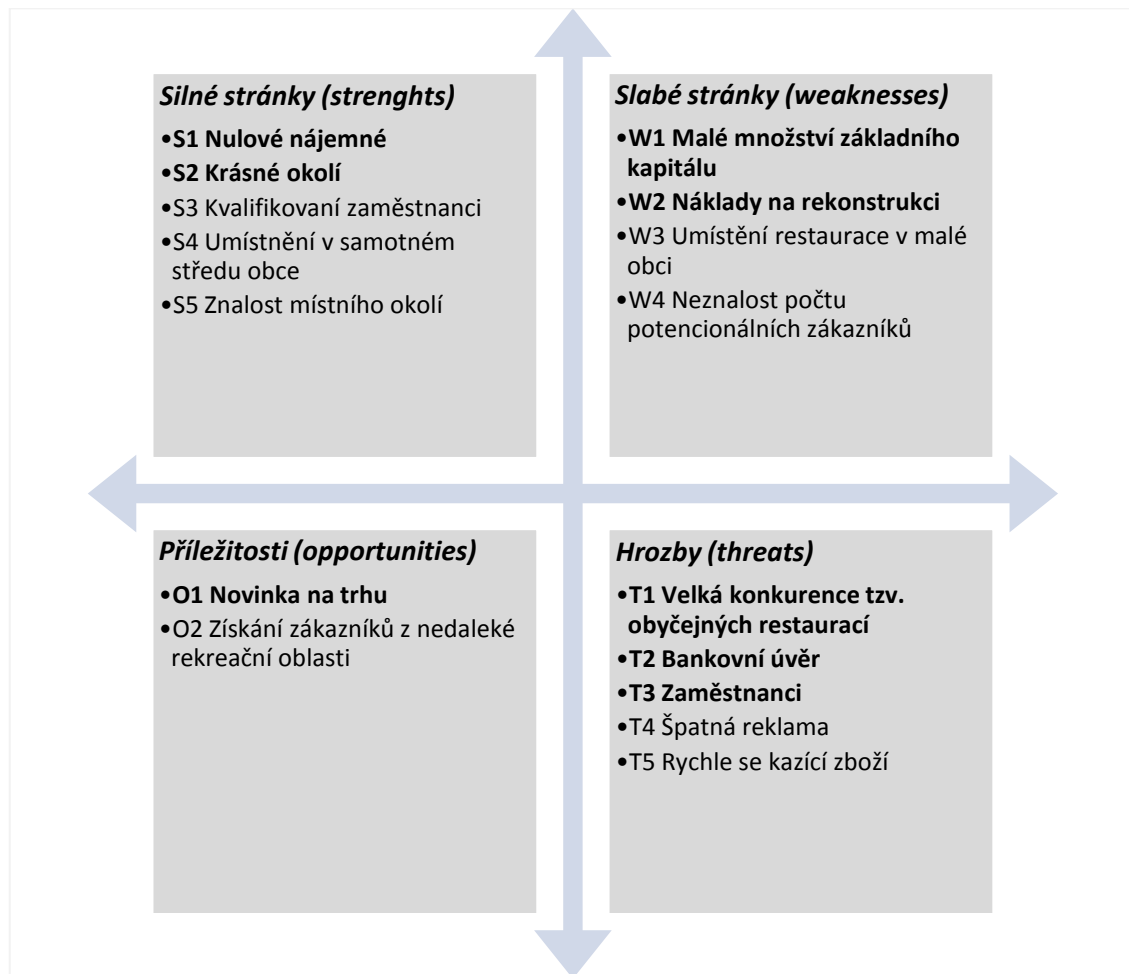 Silné stránky (strenghts)
•S1 Nulové nájemné
•S2 Krásné okolí
•S3 Kvalifikovaní zaměstnanci
•S4 Umístnění v samotném
středu obce
•S5 Znalost místního okolí
Slabé stránky (weaknesses)
•W1 Malé množství základního
kapitálu
•W2 Náklady na rekonstrukci
•W3 Umístění restaurace v malé
obci
•W4 Neznalost počtu
potencionálních zákazníků
Příležitosti (opportunities)
•O1 Novinka na trhu
•O2 Získání zákazníků z nedaleké
rekreační oblasti
Hrozby (threats)
•T1 Velká konkurence tzv.
obyčejných restaurací
•T2 Bankovní úvěr
•T3 Zaměstnanci
•T4 Špatná reklama
•T5 Rychle se kazící zboží